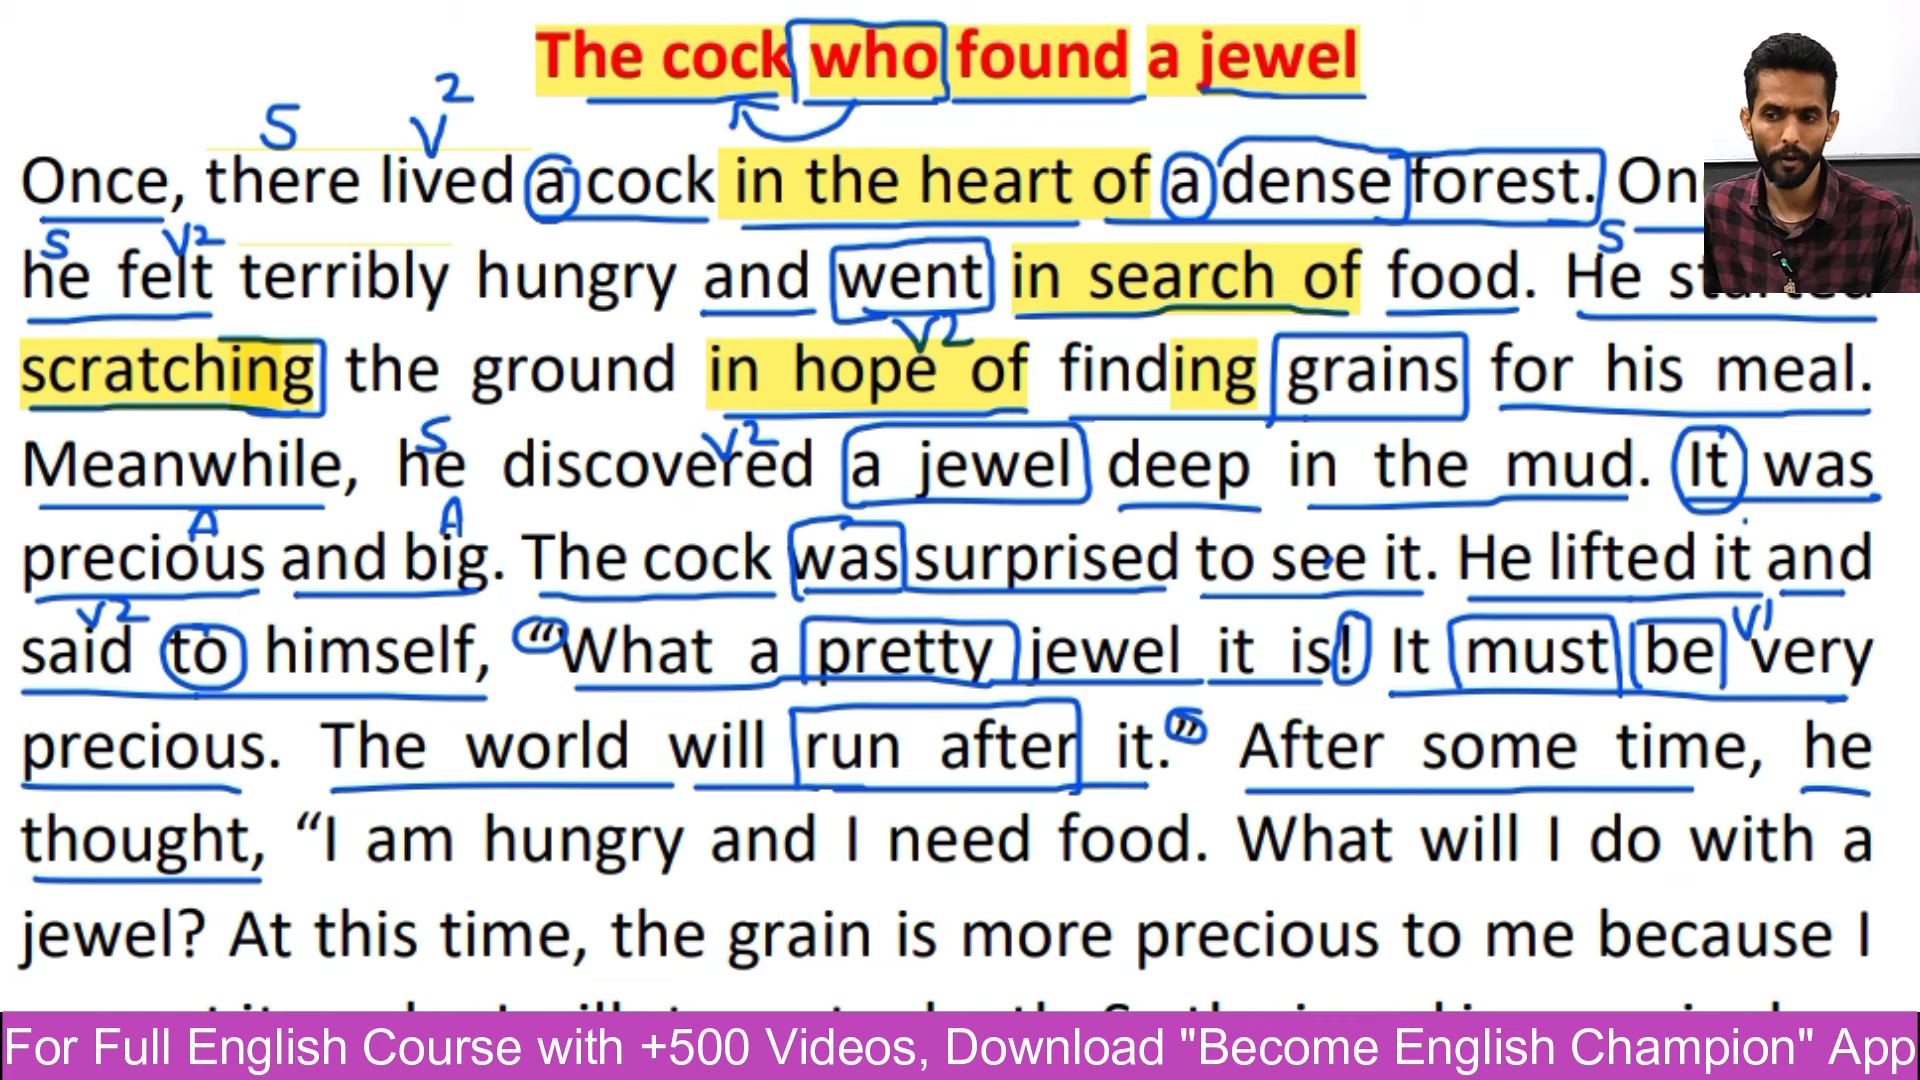 The cock who found a jewel
S V 2
Once, there lived a cock in the heart of a dense forest. On
S V2 S
he felt terribly hungry and went in search of food. He started
V2
scratching the ground in hope of finding grains for his meal.
S V2
Meanwhile, he discovered a jewel deep in the mud. It was
A A
precious and big. The cock was surprised to see it. He lifted it and
V2 V1
said to himself, “What a pretty jewel it is! It must be very
precious. The world will run after it.” After some time, he
thought, “I am hungry and I need food. What will I do with a
jewel? At this time, the grain is more precious to me because I
For Full English Course with +500 Videos, Download "Become English Champion" App